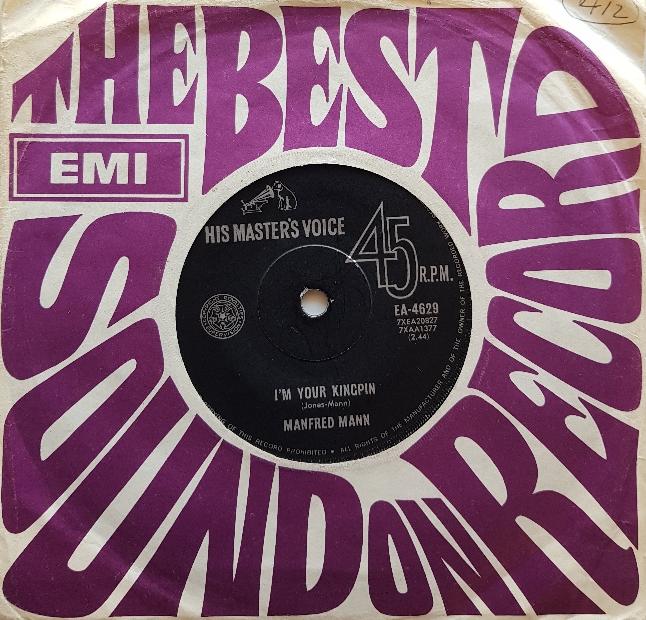 412
THE BEST
SOUND ON RECORD
EMI
HIS MASTER'S VOICE
45
R.P.M.
EA-4629
7XEA20827
7XAA1377
(2.44)
I'M YOUR KINGPIN
(Jones-Mann)
MANFRED MANN
OF THIS RECORD PROHIBITED • ALL RIGHTS OF THE MANUFACTURER AND OF THE OWNER OF THE RECORDED WORK